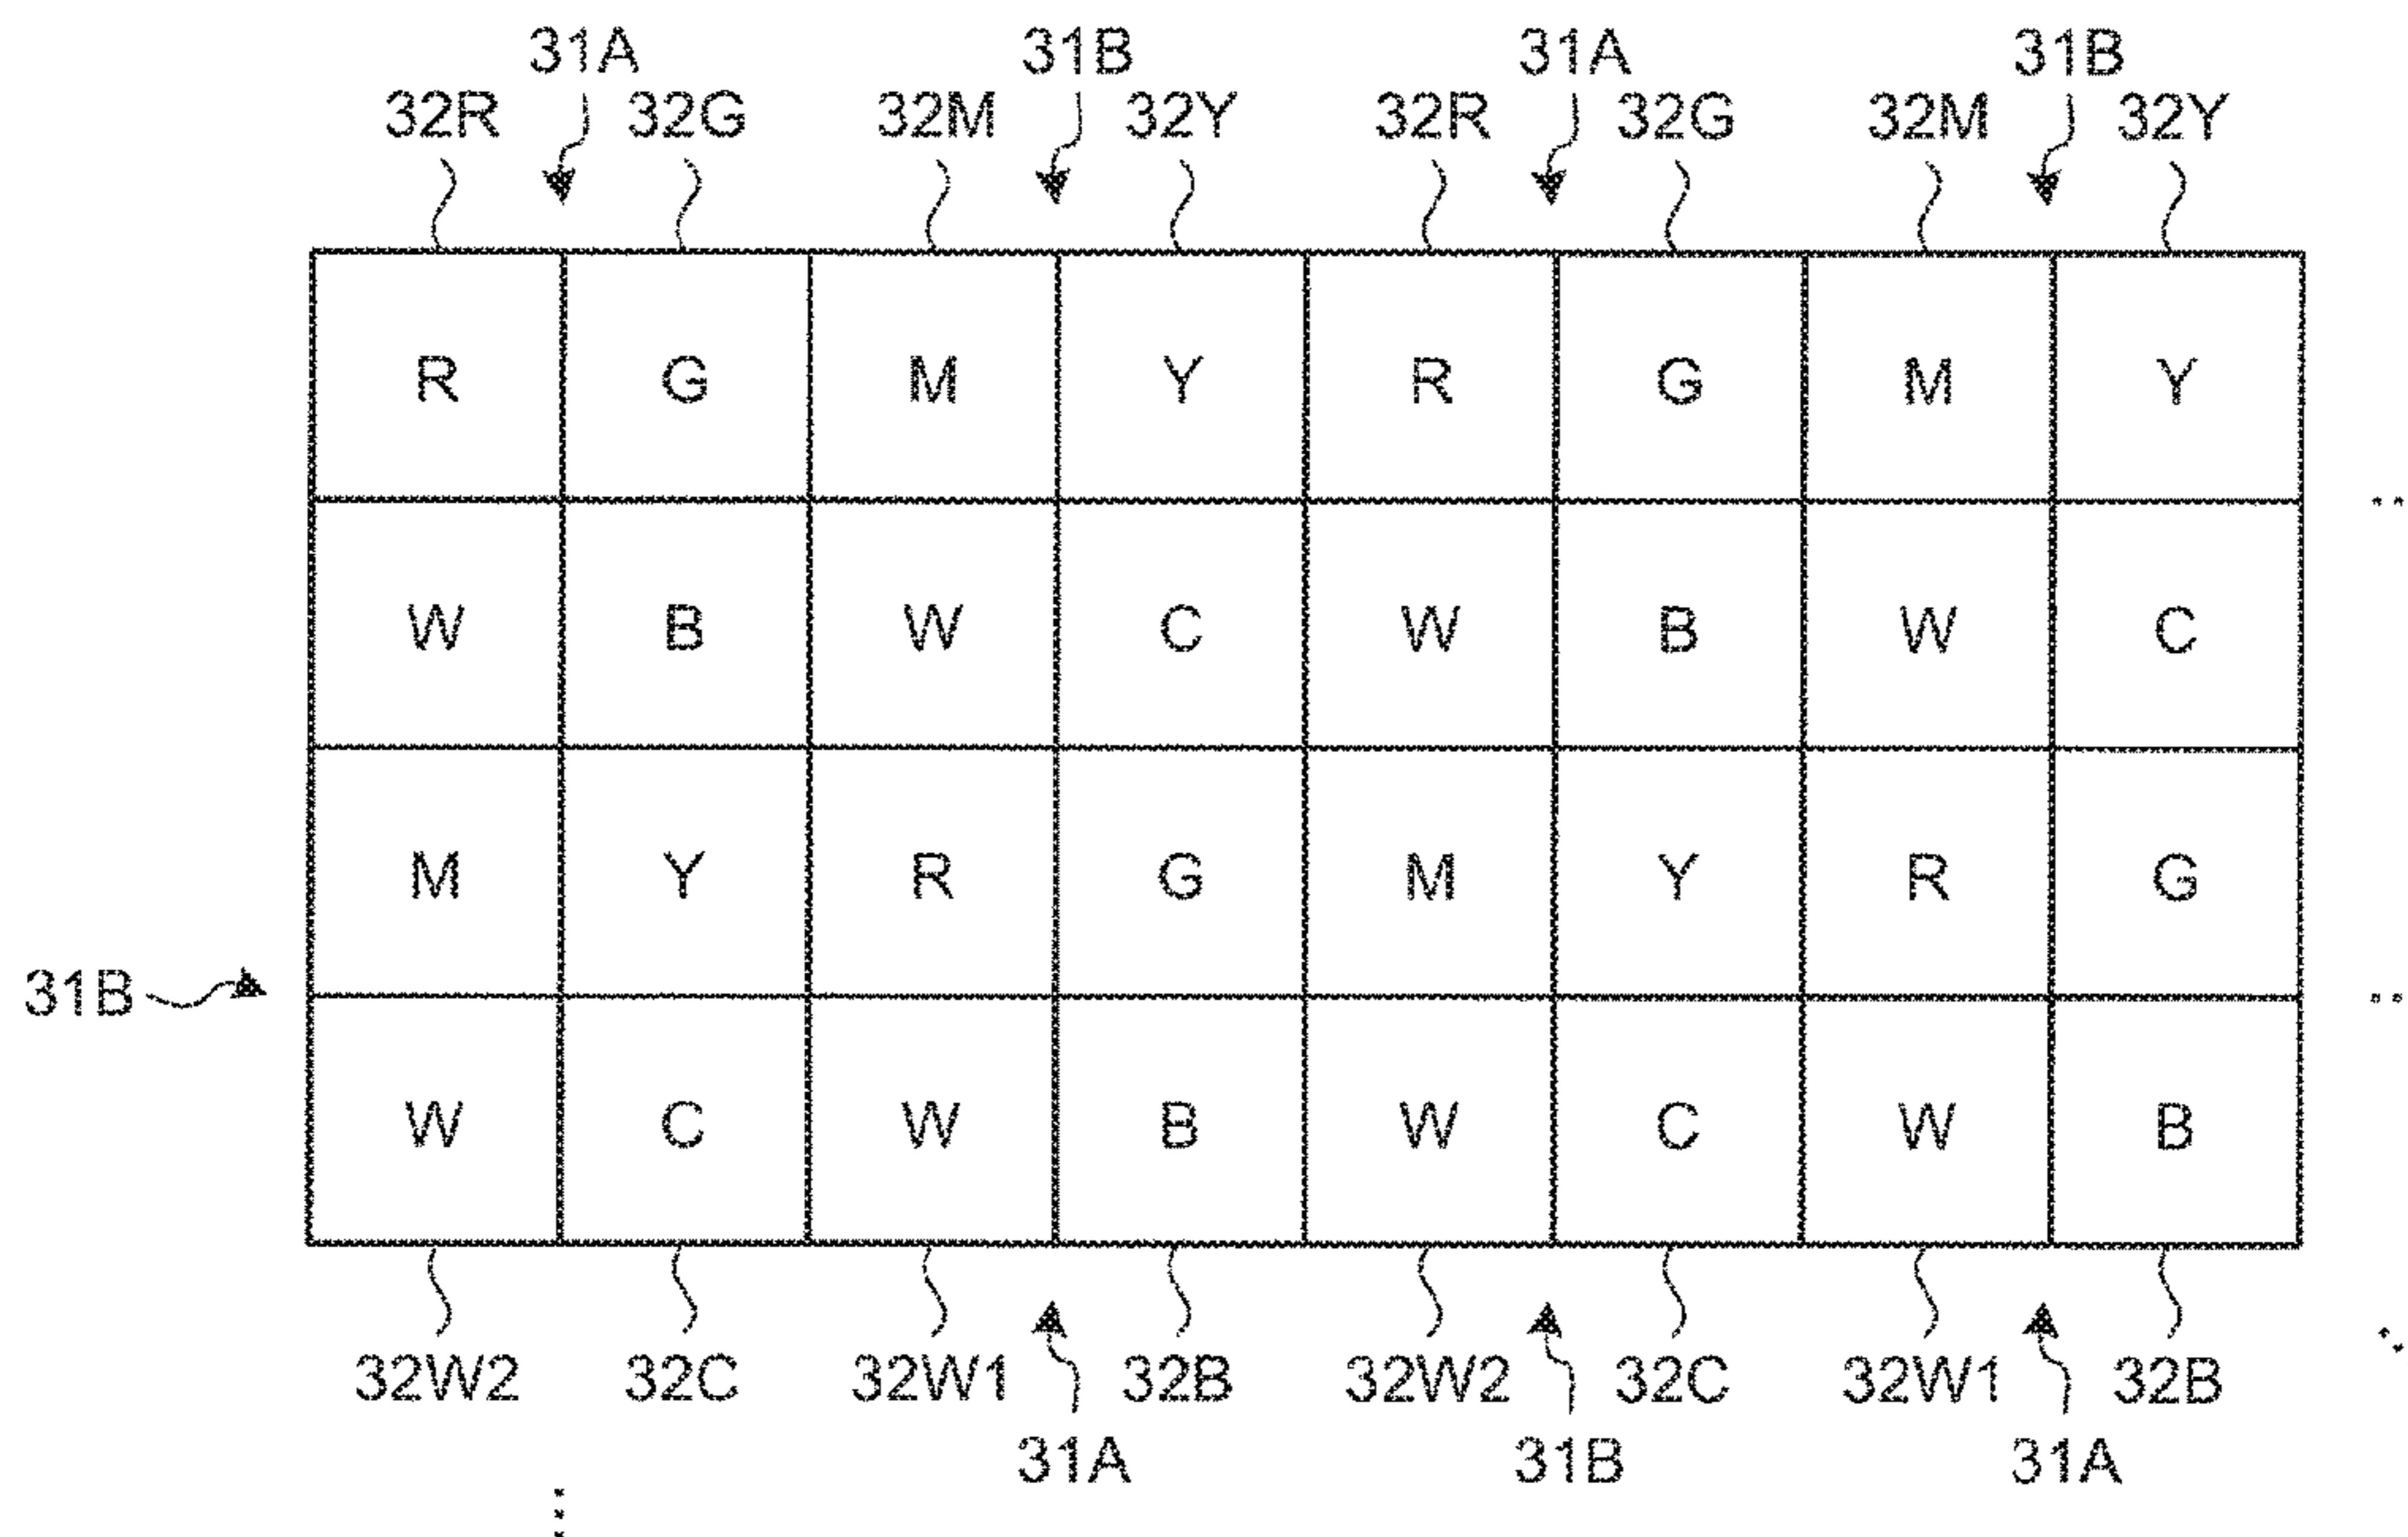 31A 31B 31A 31B
32R 32G 32M 32Y 32R 32G 32M 32Y
R G M Y R G M Y
W B W C W B W C
M Y R G M Y R G
31B
W C W B W C W B
32W2 32C 32W1 32B 32W2 32C 32W1 32B
31A 31B 31A